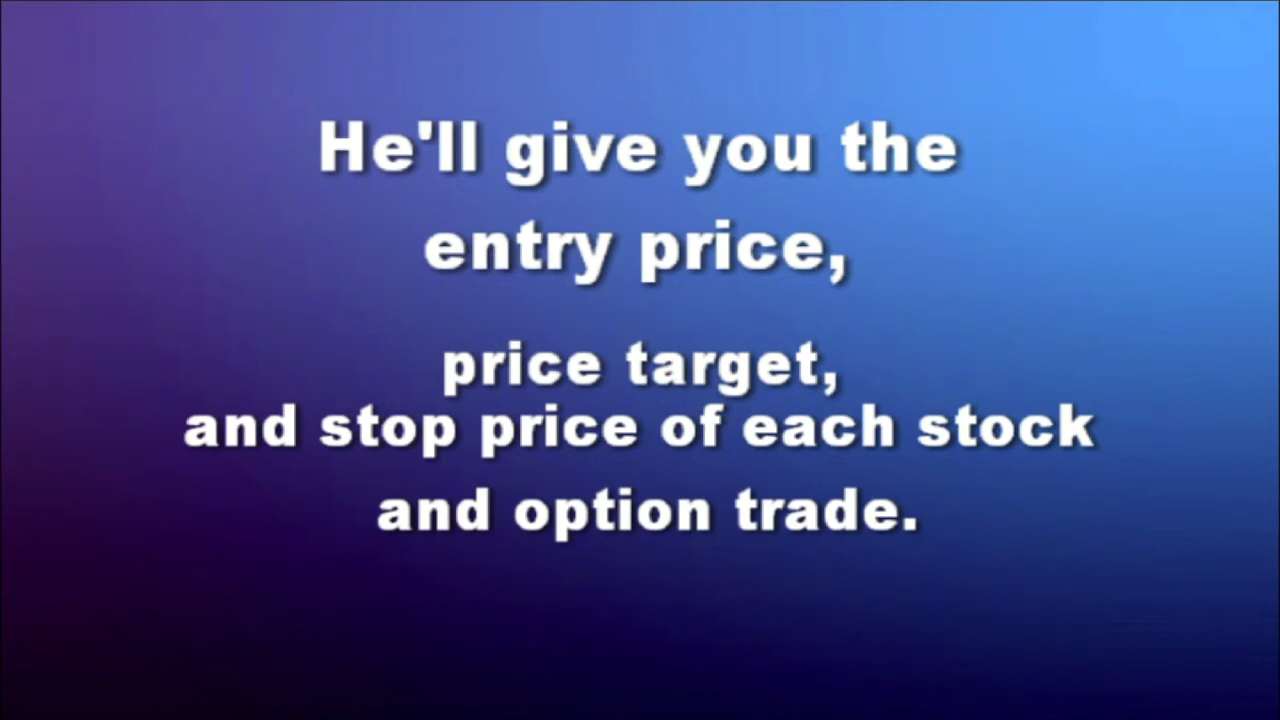 He'll give you the
entry price,
price target,
and stop price of each stock
and option trade.